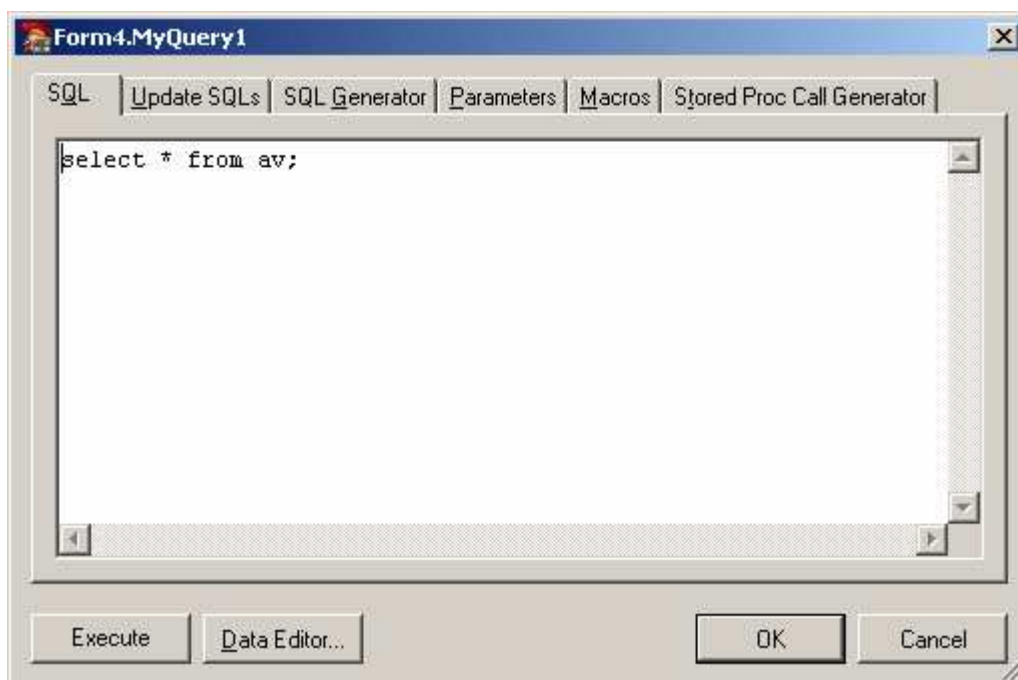 Form4.MyQuery1
SQL Update SQLs SQL Generator Parameters Macros Stored Proc Call Generator
select * from av;
Execute Data Editor... OK Cancel